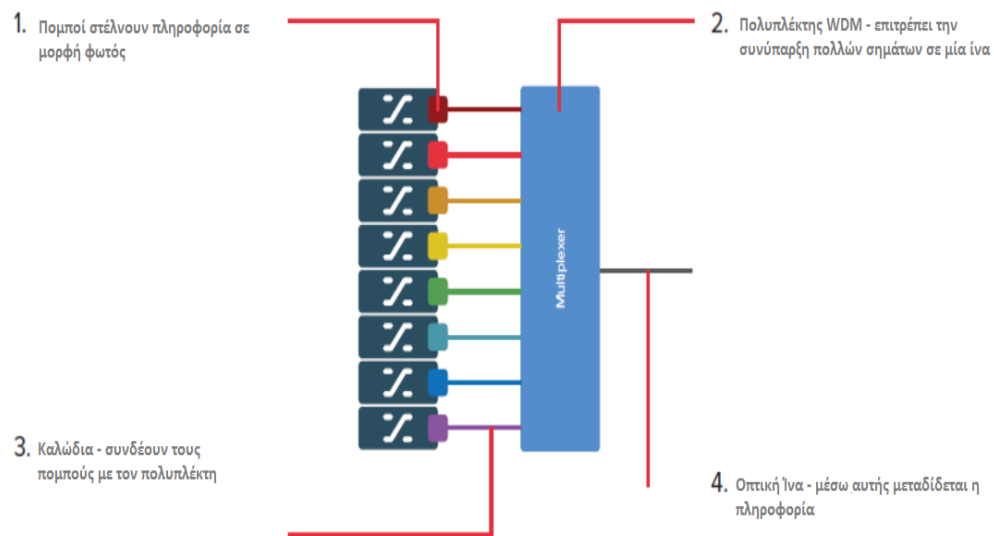 1. Πομποί στέλνουν πληροφορία σε
μορφή φωτός
2. Πολυπλέκτης WDM - επιτρέπει την
συνύπαρξη πολλών σημάτων σε μία ίνα
Multiplexer
3. Καλώδια - συνδέουν τους
πομπούς με τον πολυπλέκτη
4. Οπτική Ίνα - μέσω αυτής μεταδίδεται η
πληροφορία